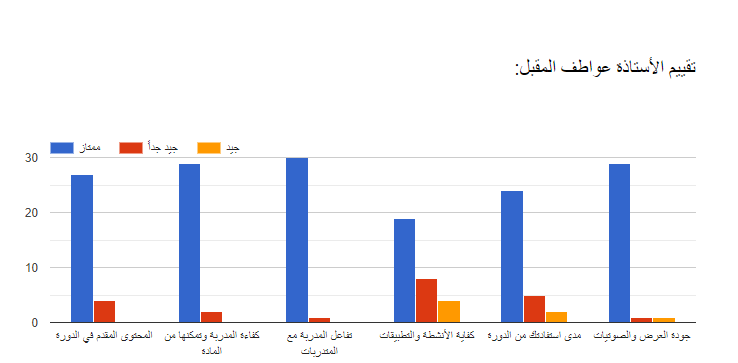 تقييم الأستاذة عواطف المقبل:
ممتاز
جيد جداً
جيد
30
20
10
0
المحتوى المقدم في الدورة
كفاءة المدربة وتمكنها من
المادة
تفاعل المدربة مع
المتدربات
كفاية الأنشطة والتطبيقات
مدى استفادتك من الدورة
جودة العرض والصوتيات